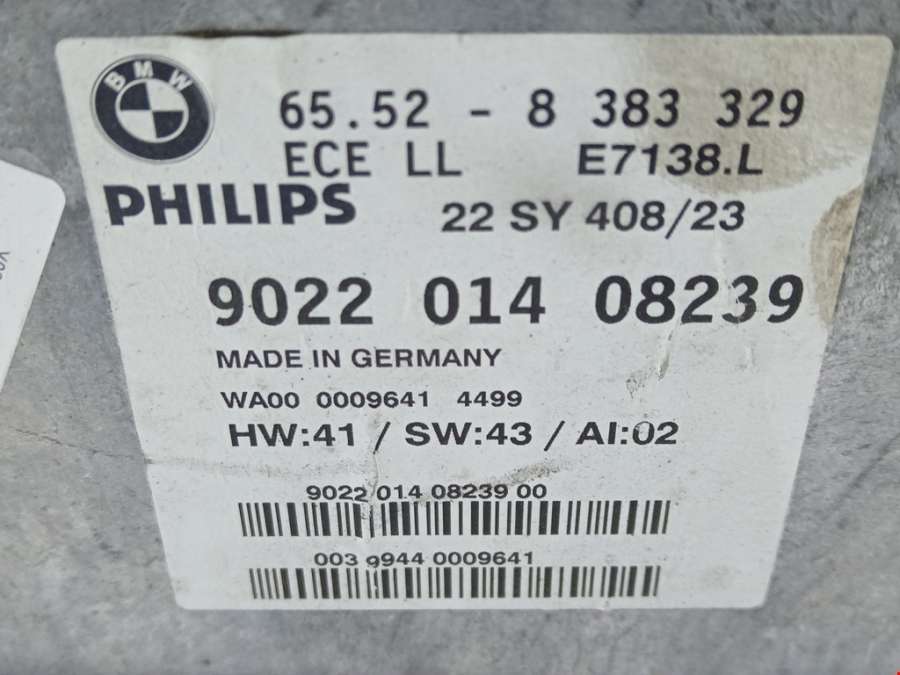 BMW
65.52 - 8 383 329
ECE LL E7138.L
PHILIPS 22 SY 408/23
9022 014 08239
MADE IN GERMANY
WA00 0009641 4499
HW:41 / SW:43 / AI:02
9022 014 08239 00
003 9944 0009641